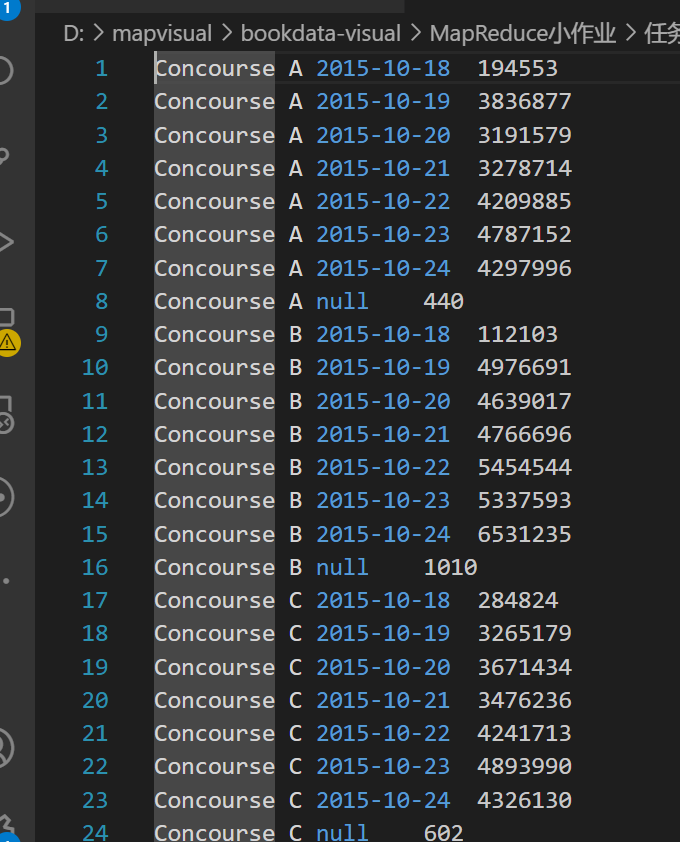 1
D: > mapvisual > bookdata-visual > MapReduce小作业 > 任务
1 Concourse A 2015-10-18 194553
2 Concourse A 2015-10-19 3836877
3 Concourse A 2015-10-20 3191579
4 Concourse A 2015-10-21 3278714
5 Concourse A 2015-10-22 4209885
6 Concourse A 2015-10-23 4787152
7 Concourse A 2015-10-24 4297996
8 Concourse A null 440
9 Concourse B 2015-10-18 112103
10 Concourse B 2015-10-19 4976691
11 Concourse B 2015-10-20 4639017
12 Concourse B 2015-10-21 4766696
13 Concourse B 2015-10-22 5454544
14 Concourse B 2015-10-23 5337593
15 Concourse B 2015-10-24 6531235
16 Concourse B null 1010
17 Concourse C 2015-10-18 284824
18 Concourse C 2015-10-19 3265179
19 Concourse C 2015-10-20 3671434
20 Concourse C 2015-10-21 3476236
21 Concourse C 2015-10-22 4241713
22 Concourse C 2015-10-23 4893990
23 Concourse C 2015-10-24 4326130
24 Concourse C null 602